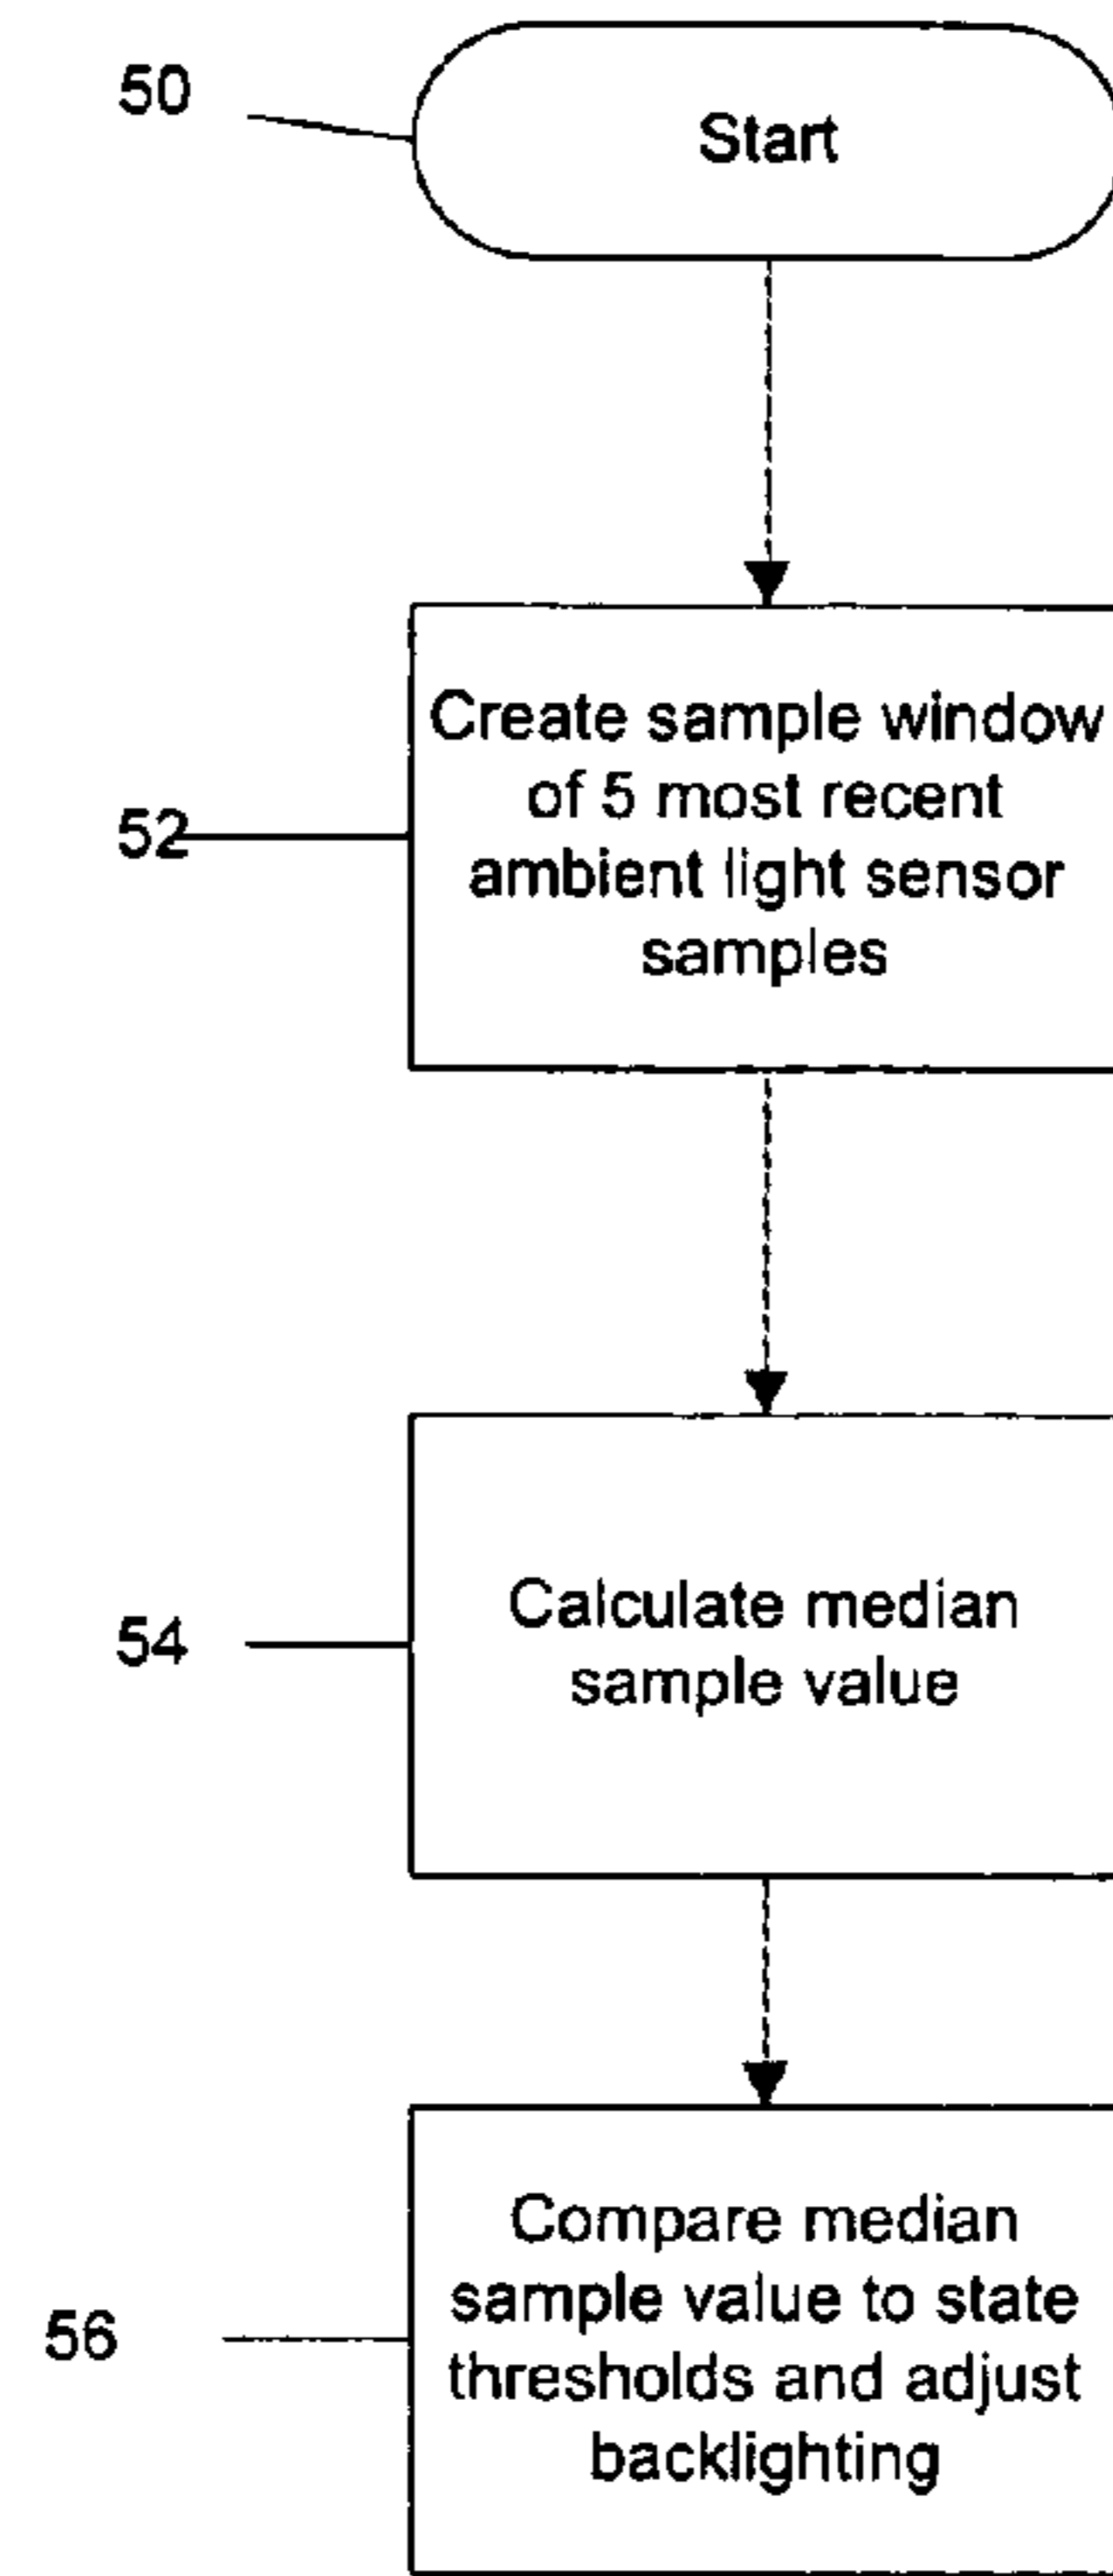 50
Start
Create sample window
of 5 most recent
52
ambient light sensor
samples
Calculate median
54
sample value
Compare median
sample value to state
56
thresholds and adjust
backlighting